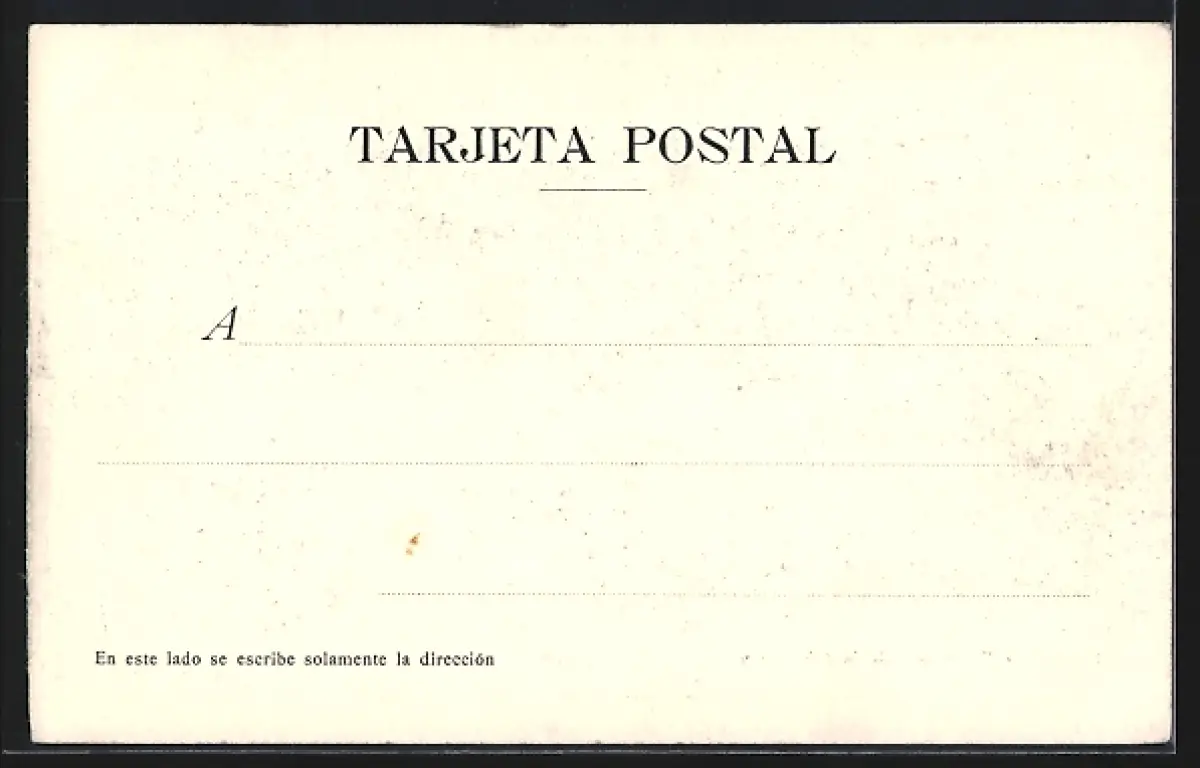 TARJETA POSTAL
A
En este lado se escribe solamente la dirección